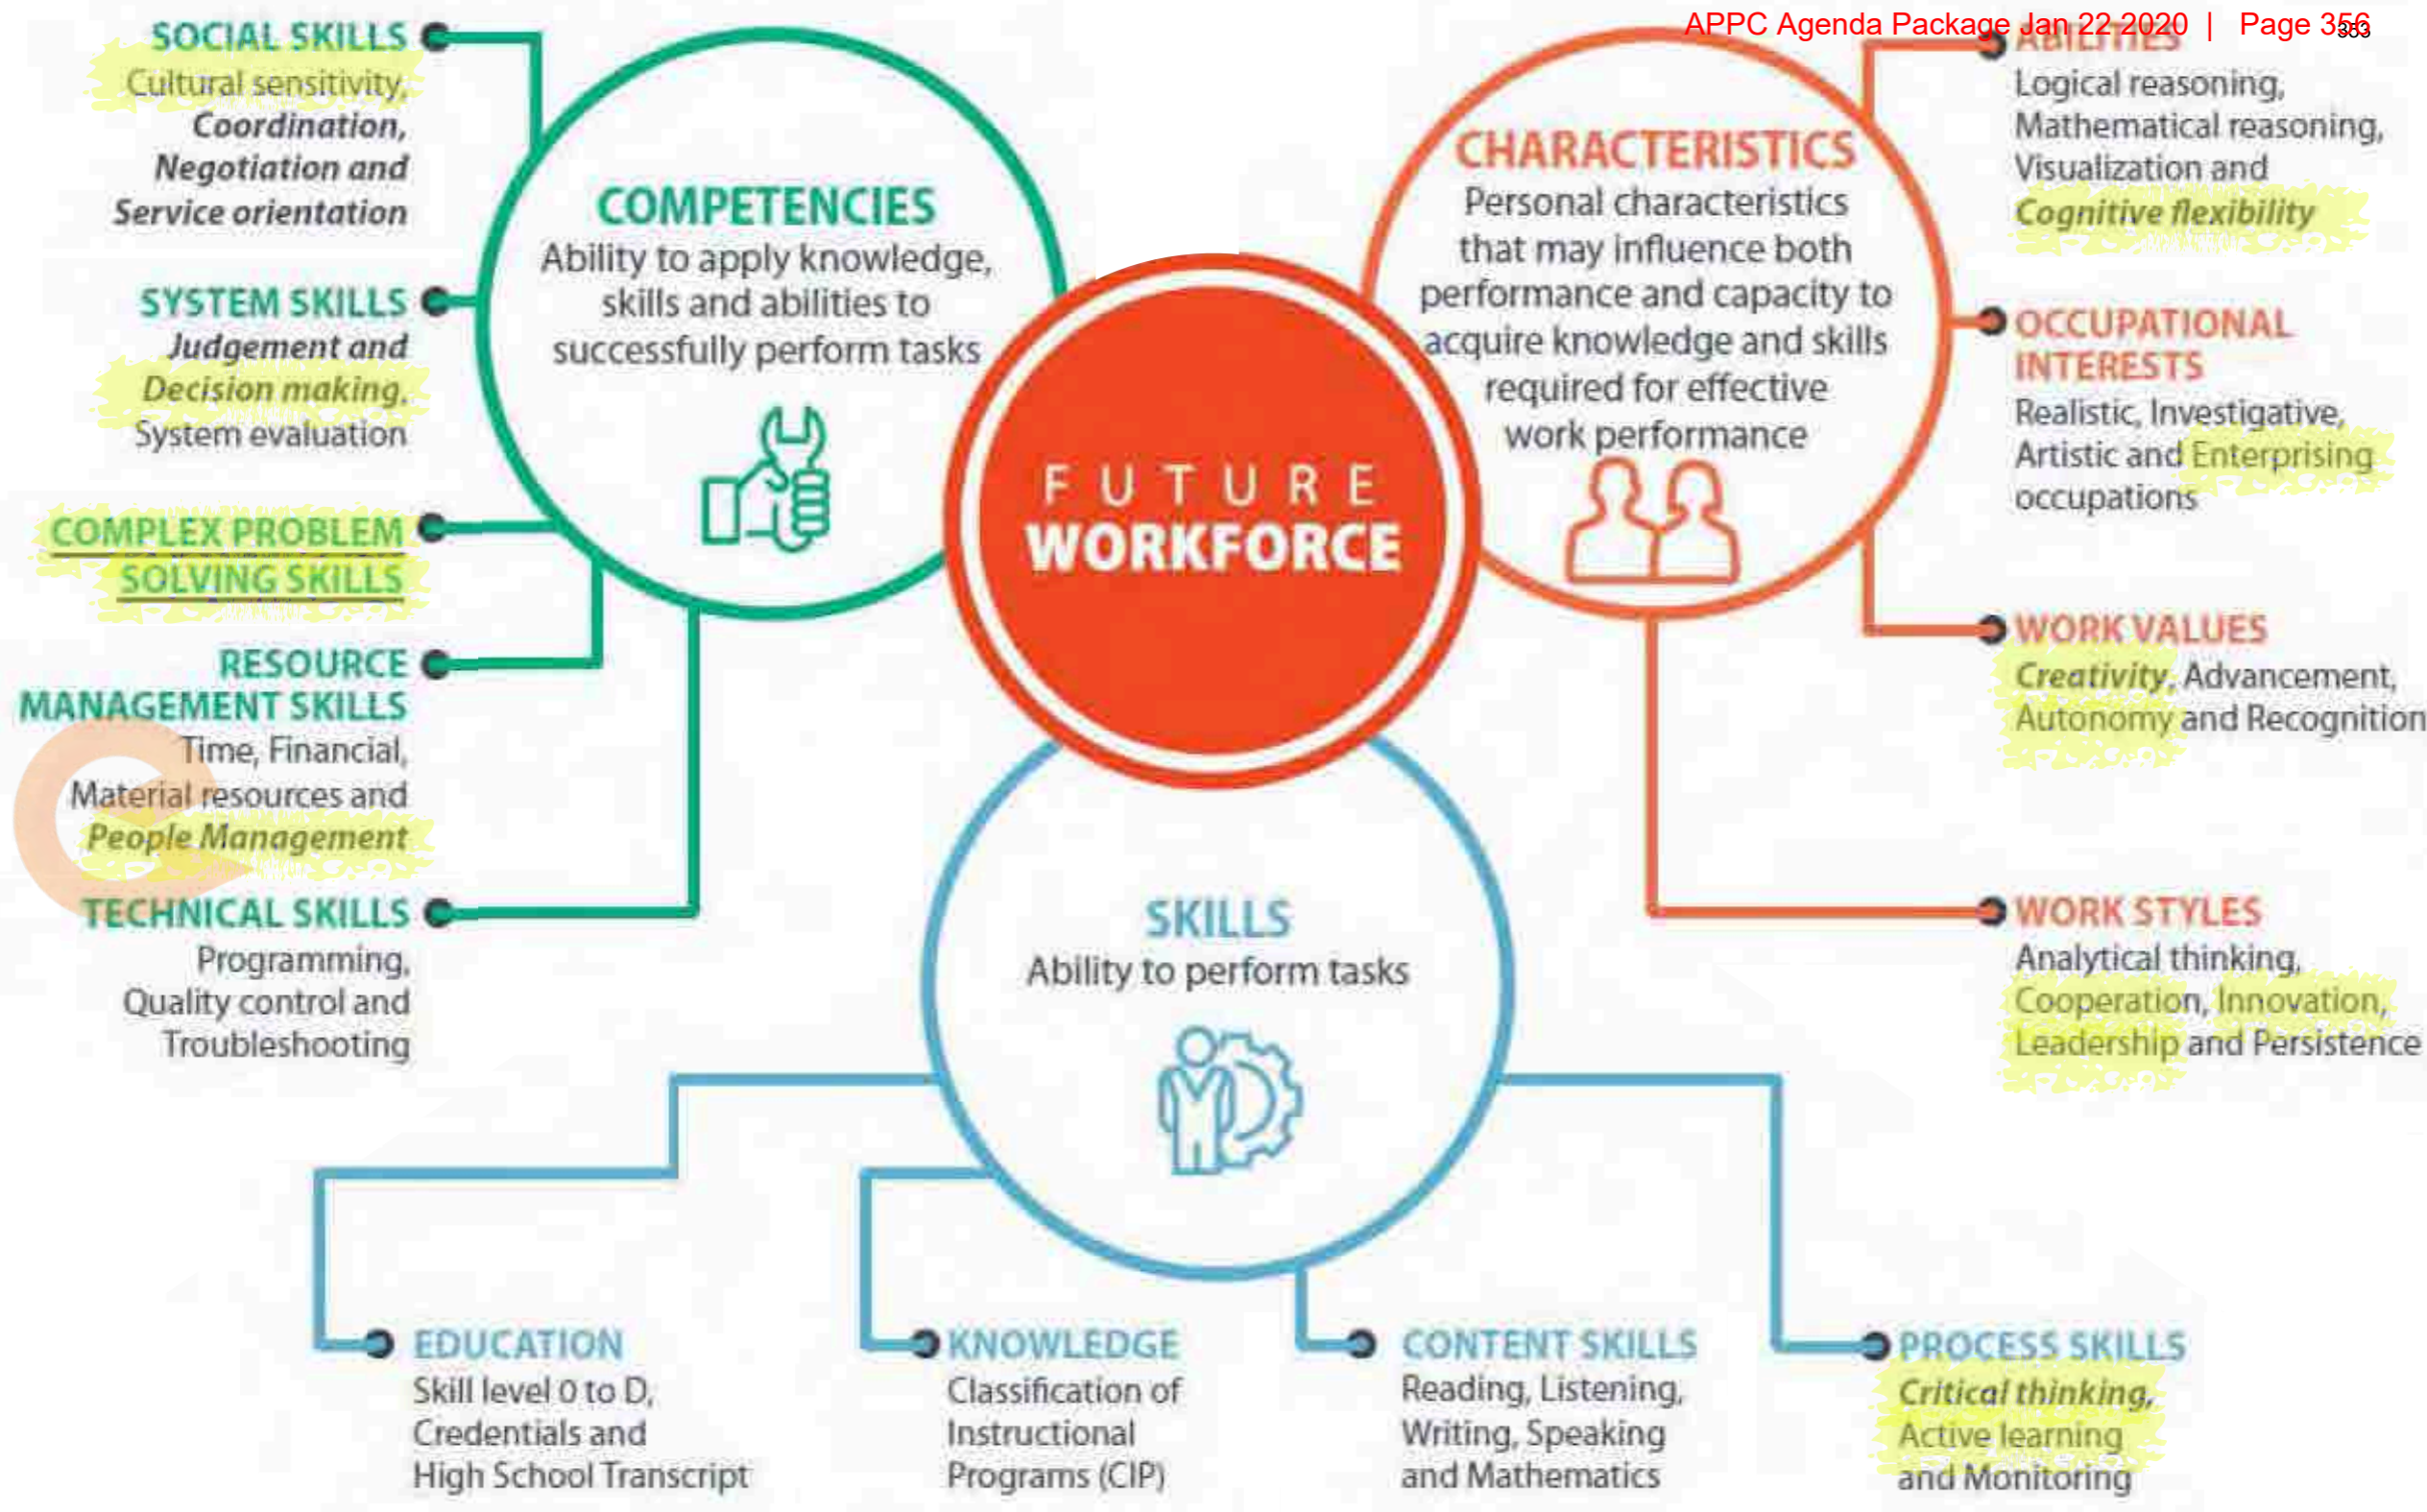 APPC Agenda Package Jan 22 2020 | Page 356
353
SOCIAL SKILLS
Cultural sensitivity,
Coordination,
Negotiation and
Service orientation
SYSTEM SKILLS
Judgement and
Decision making,
System evaluation
COMPLEX PROBLEM
SOLVING SKILLS
RESOURCE
MANAGEMENT SKILLS
Time, Financial,
Material resources and
People Management
TECHNICAL SKILLS
Programming,
Quality control and
Troubleshooting
COMPETENCIES
Ability to apply knowledge,
skills and abilities to
successfully perform tasks
FUTURE
WORKFORCE
CHARACTERISTICS
Personal characteristics
that may influence both
performance and capacity to
acquire knowledge and skills
required for effective
work performance
ABILITIES
Logical reasoning,
Mathematical reasoning,
Visualization and
Cognitive flexibility
OCCUPATIONAL
INTERESTS
Realistic, Investigative,
Artistic and Enterprising
occupations
WORK VALUES
Creativity, Advancement,
Autonomy and Recognition
WORK STYLES
Analytical thinking,
Cooperation, Innovation,
Leadership and Persistence
SKILLS
Ability to perform tasks
EDUCATION
Skill level 0 to D,
Credentials and
High School Transcript
KNOWLEDGE
Classification of
Instructional
Programs (CIP)
CONTENT SKILLS
Reading, Listening,
Writing, Speaking
and Mathematics
PROCESS SKILLS
Critical thinking,
Active learning
and Monitoring